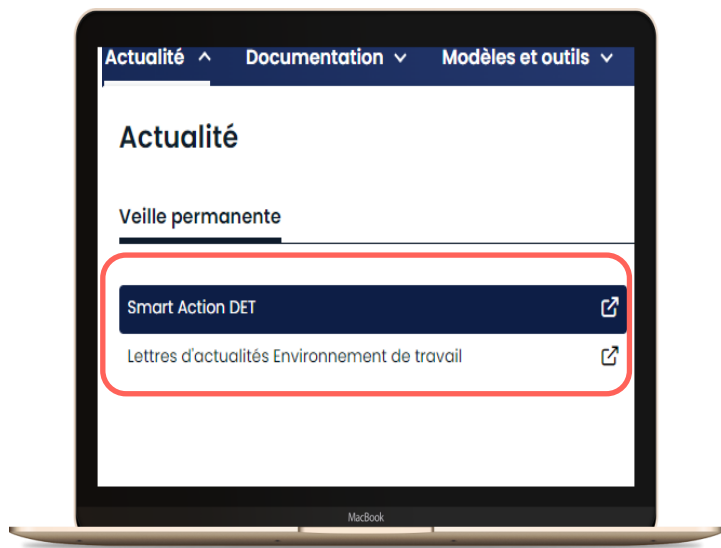 Actualité Documentation Modèles et outils
Actualité
Veille permanente
Smart Action DET
Lettres d'actualités Environnement de travail
MacBook